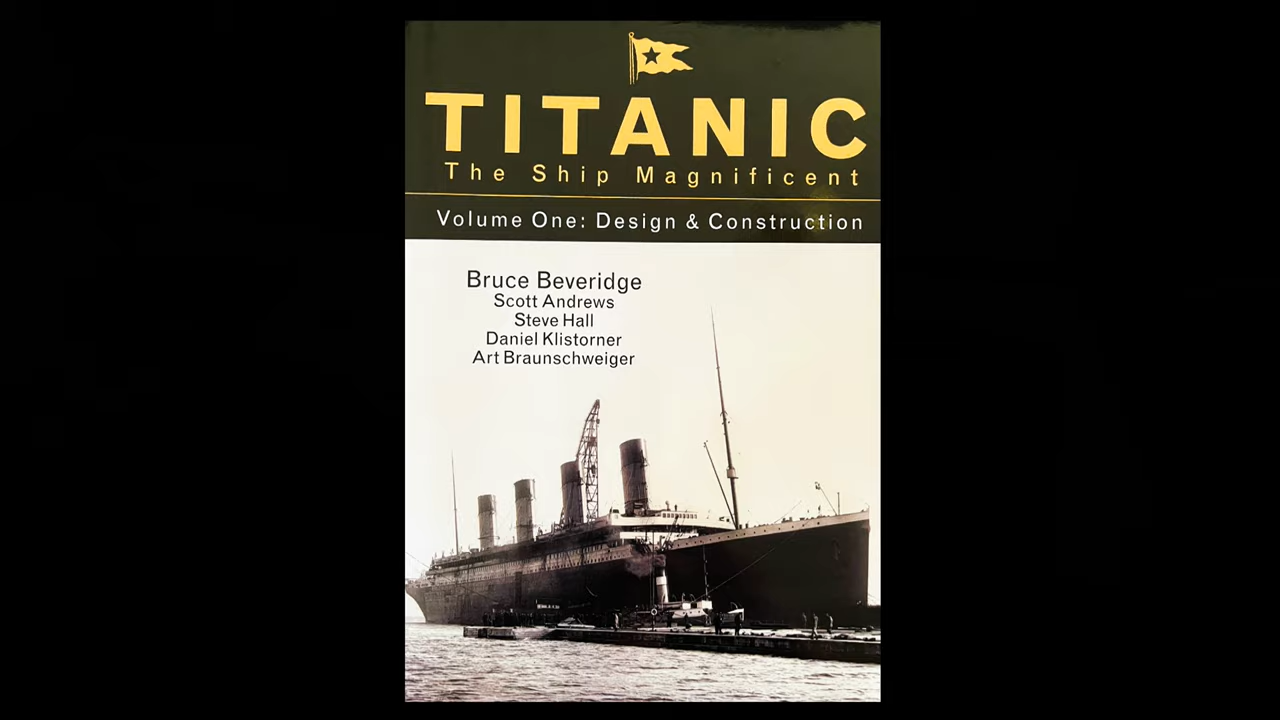 TITANIC
The Ship Magnificent
Volume One: Design & Construction
Bruce Beveridge
Scott Andrews
Steve Hall
Daniel Klistorner
Art Braunschweiger